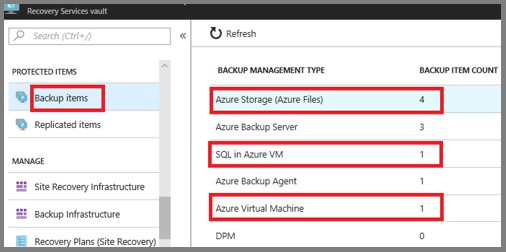 Recovery Services vault
Search (Ctrl+/)
«
Refresh
PROTECTED ITEMS
Backup items
Replicated items
MANAGE
Site Recovery Infrastructure
Backup Infrastructure
Recovery Plans (Site Recovery)
BACKUP MANAGEMENT TYPE BACKUP ITEM COUNT
Azure Storage (Azure Files) 4
Azure Backup Server 3
SQL in Azure VM 1
Azure Backup Agent 1
Azure Virtual Machine 1
DPM 0